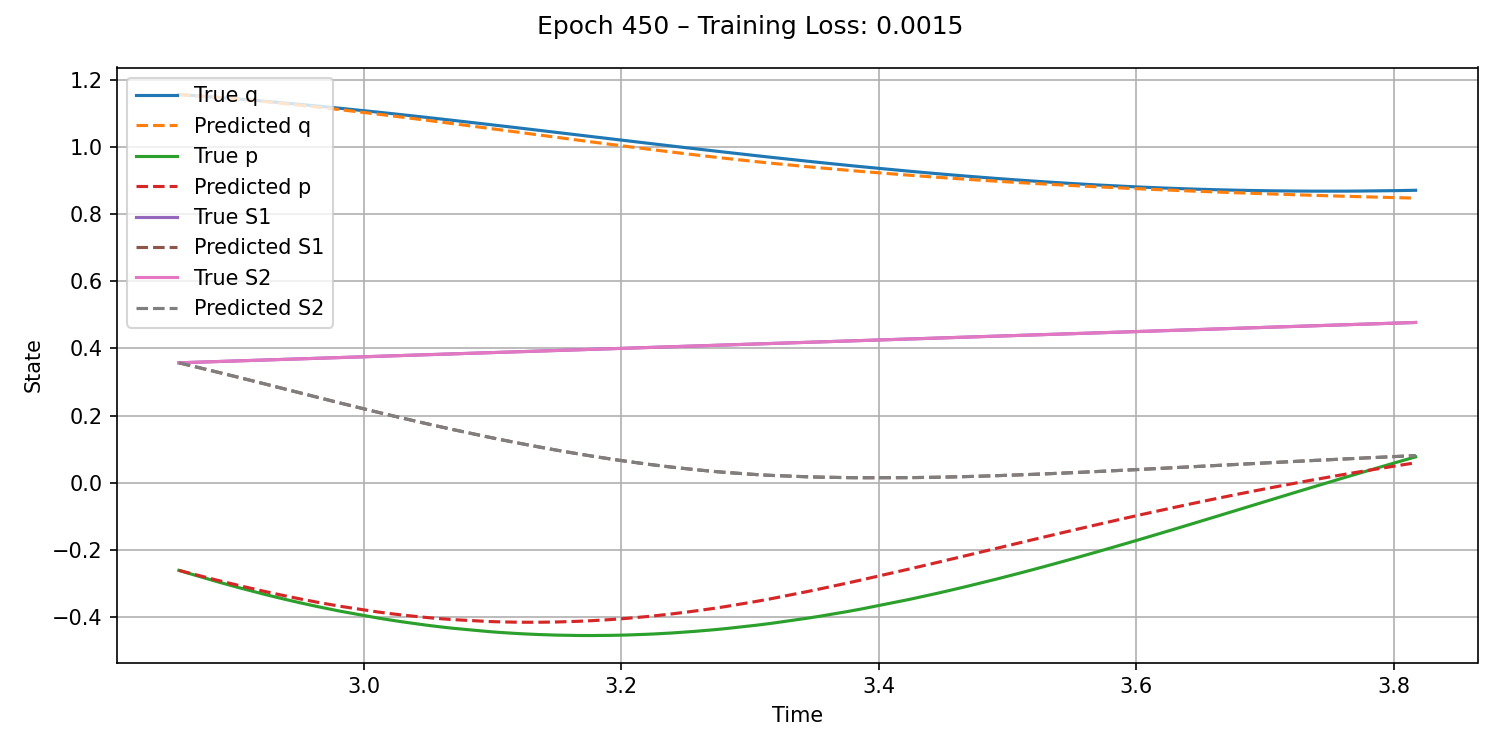 Epoch 450 – Training Loss: 0.0015
True q
Predicted q
True p
Predicted p
True S1
Predicted S1
True S2
Predicted S2
1.2
1.0
0.8
0.6
0.4
0.2
0.0
−0.2
−0.4
State
3.0 3.2 3.4 3.6 3.8
Time